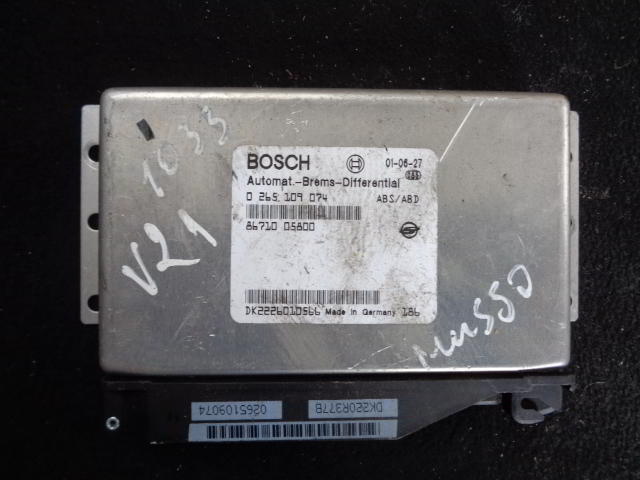 1033
V21
BOSCH 01-06-27
Automat.-Brems-Differential
0 265 109 074 ABS/ABD
86710 05800
DK2226010566 Made in Germany 186
Musso
0265109074 DK220R377B